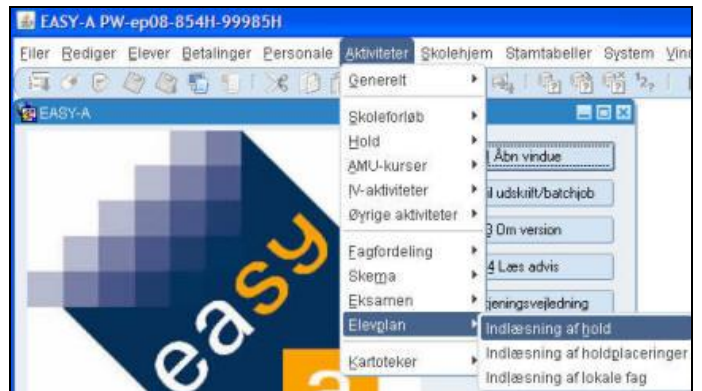 EASY-A PW-ep08-854H-99985H
Eiler Rediger Elever Betalinger Personale Aktiviteter Skolehjem Stamtabeller System
EASY-A
Generelt
Skoleforløb
Hold
AMU-kurser
IV-aktiviteter
Øvrige aktiviteter
Fagfordeling
Skema
Eksamen
Elevplan
Kartoteker
Åbn vindue
udskrift/batchjob
3 Om version
4 Læs advis
Indlæsning af hold
Indlæsning af holdplaceringer
Indlæsning af lokale fag
easy
a